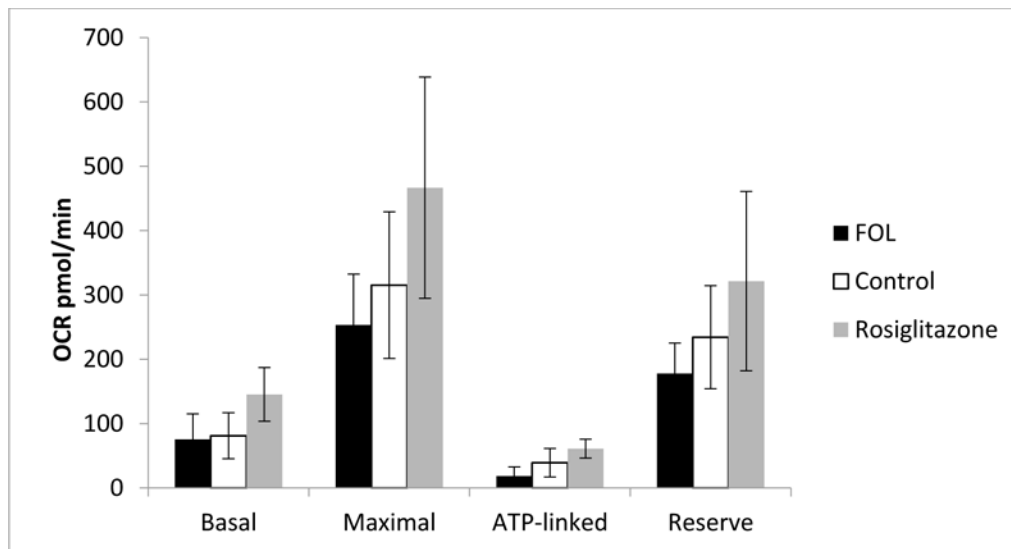 700
600
500
400
300
200
100
0
OCR pmol/min
Basal Maximal ATP-linked Reserve
FOL
Control
Rosiglitazone